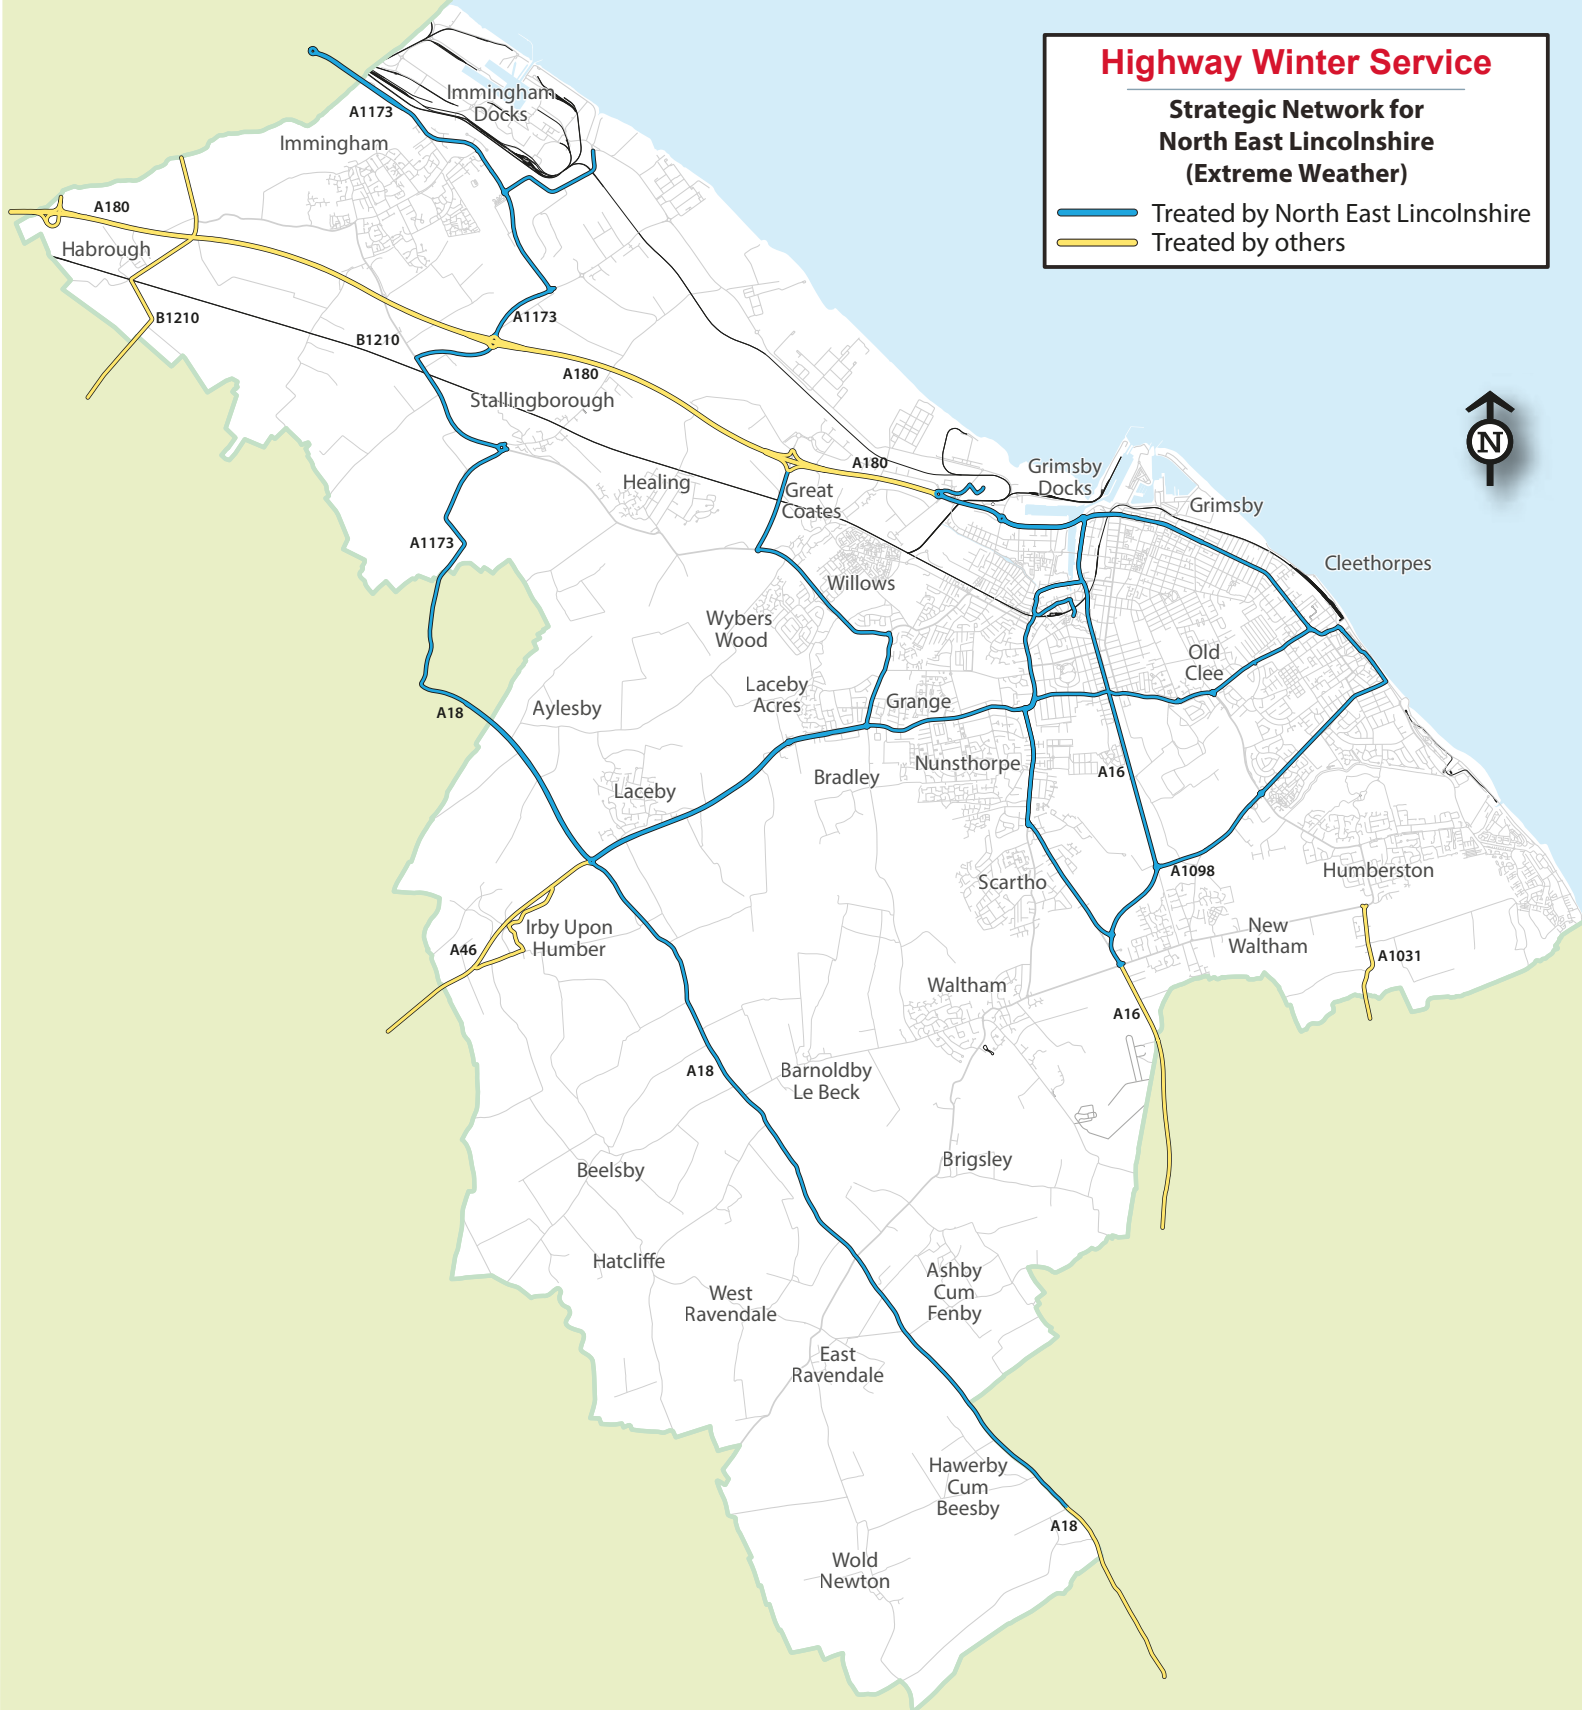 Highway Winter Service
Strategic Network for
North East Lincolnshire
(Extreme Weather)
Treated by North East Lincolnshire
Treated by others
Immingham
Docks
A1173
Immingham
A180
Habrough
B1210
A1173
B1210
A180
Stallingborough
N
A180
Grimsby
Docks
Healing
Great
Coates
Grimsby
A1173
Cleethorpes
Willows
Wybers
Wood
Old
Clee
Laceby
Acres
Grange
Aylesby
A18
Nunsthorpe
A16
Bradley
Laceby
A1098
Humberston
Scartho
Irby Upon
Humber
A46
New
Waltham
A1031
Waltham
A16
A18
Barnoldby
Le Beck
Brigsley
Beelsby
Hatcliffe
Ashby
Cum
Fenby
West
Ravendale
East
Ravendale
Hawerby
Cum
Beesby
A18
Wold
Newton